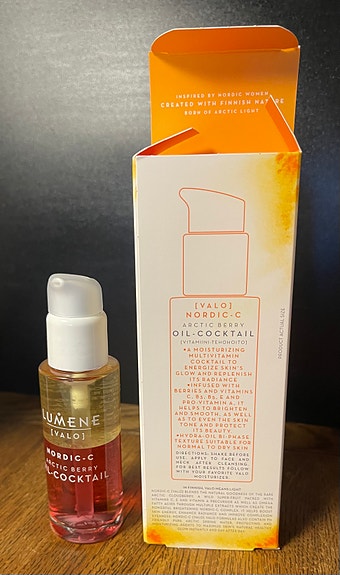 INSPIRED BY NORDIC WOMEN
CREATED WITH FINNISH NATURE
BORN OF ARCTIC LIGHT
[VALO]
NORDIC-C
ARCTIC BERRY
OIL-COCKTAIL
[VITAMIINI-TEHOHOITO]
•A MOISTURIZING
MULTIVITAMIN
COCKTAIL TO
ENERGIZE SKIN'S
GLOW AND REPLENISH
ITS RADIANCE
•INFUSED WITH
BERRIES AND VITAMINS
C, B3, B5, E AND
PRO-VITAMIN A, IT
HELPS TO BRIGHTEN
AND SMOOTH, AS WELL
AS TO EVEN THE SKIN
TONE AND PROTECT
ITS BEAUTY.
•HYDRA-OIL BI-PHASE
TEXTURE SUITABLE FOR
NORMAL TO DRY SKIN
DIRECTIONS: SHAKE BEFORE
USE. APPLY TO FACE AND
NECK AFTER CLEANSING.
FOR BEST RESULTS FOLLOW
WITH YOUR FAVORITE VALO
MOISTURIZER.
PRODUCT ACTUAL SIZE
LUMENE
[VALO]
NORDIC-C
ARCTIC BERRY
IL-COCKTAIL